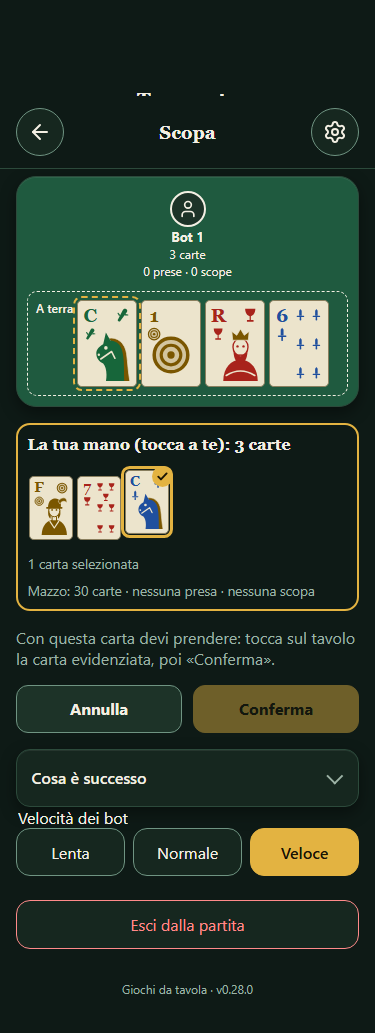 Scopa
Bot 1
3 carte
0 prese · 0 scope
A terra
C
1
R
6
La tua mano (tocca a te): 3 carte
F
7
C
1 carta selezionata
Mazzo: 30 carte · nessuna presa · nessuna scopa
Con questa carta devi prendere: tocca sul tavolo
la carta evidenziata, poi «Conferma».
Annulla
Conferma
Cosa è successo
Velocità dei bot
Lenta
Normale
Veloce
Esci dalla partita
Giochi da tavola · v0.28.0